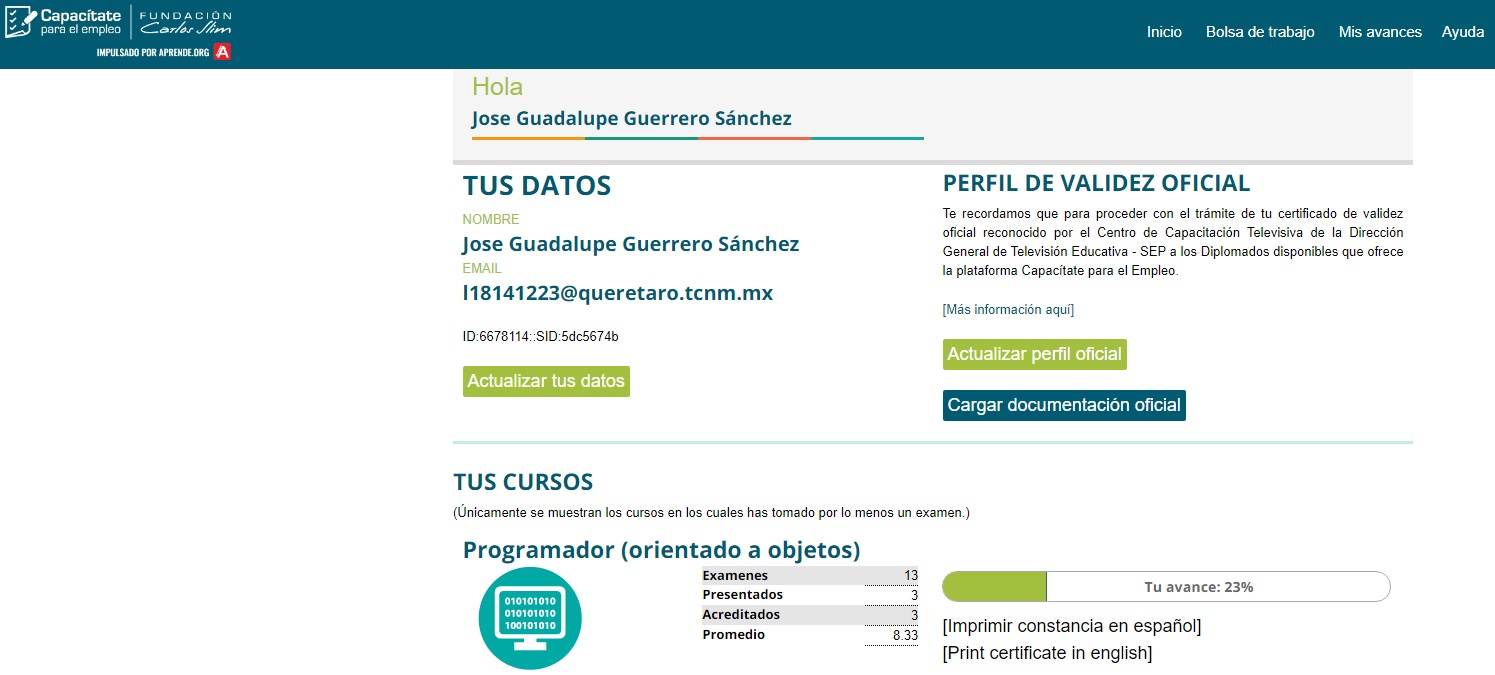 Capacítate
para el empleo
FUNDACIÓN
Carlos Slim
IMPULSADO POR APRENDE.ORG A
Inicio Bolsa de trabajo Mis avances Ayuda
Hola
Jose Guadalupe Guerrero Sánchez
TUS DATOS
NOMBRE
Jose Guadalupe Guerrero Sánchez
EMAIL
l18141223@queretaro.tcnm.mx
ID:6678114::SID:5dc5674b
Actualizar tus datos
PERFIL DE VALIDEZ OFICIAL
Te recordamos que para proceder con el trámite de tu certificado de validez
oficial reconocido por el Centro de Capacitación Televisiva de la Dirección
General de Televisión Educativa - SEP a los Diplomados disponibles que ofrece
la plataforma Capacítate para el Empleo.
[Más información aquí]
Actualizar perfil oficial
Cargar documentación oficial
TUS CURSOS
(Únicamente se muestran los cursos en los cuales has tomado por lo menos un examen.)
Programador (orientado a objetos)
010101010
010101010
100101010
Examenes 13
Presentados 3
Acreditados 3
Promedio 8.33
Tu avance: 23%
[Imprimir constancia en español]
[Print certificate in english]